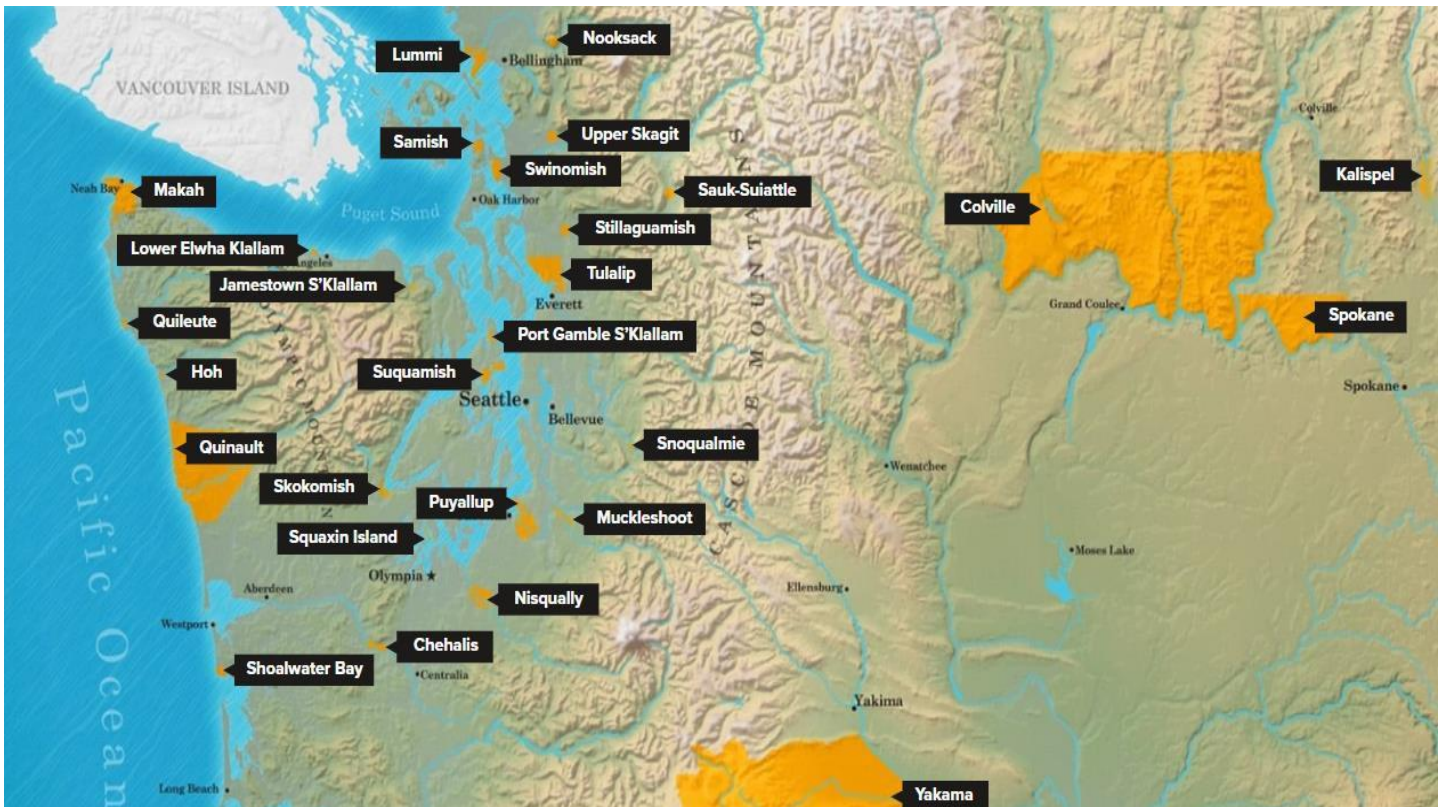 Nooksack
Lummi
Bellingham
VANCOUVER ISLAND
Colville
Upper Skagit
Samish
Swinomish
Kalispel
Neah Bay
Makah
Sauk-Suiattle
Oak Harbor
Colville
Puget Sound
Stillaguamish
Lower Elwha Klallam
Angeles
Tulalip
Jamestown S'Klallam
Everett
Grand Coulee
Spokane
Quileute
Port Gamble S'Klallam
Hoh
Suquamish
Spokane
Seattle
Bellevue
Quinault
Snoqualmie
Wenatchee
Skokomish
Puyallup
Muckleshoot
Squaxin Island
Moses Lake
CASCADE MOUNTAINS
Pacific Ocean
Olympia
Aberdeen
Ellensburg
Nisqually
Westport
Chehalis
Shoalwater Bay
Centralia
Yakima
Long Beach
Yakama